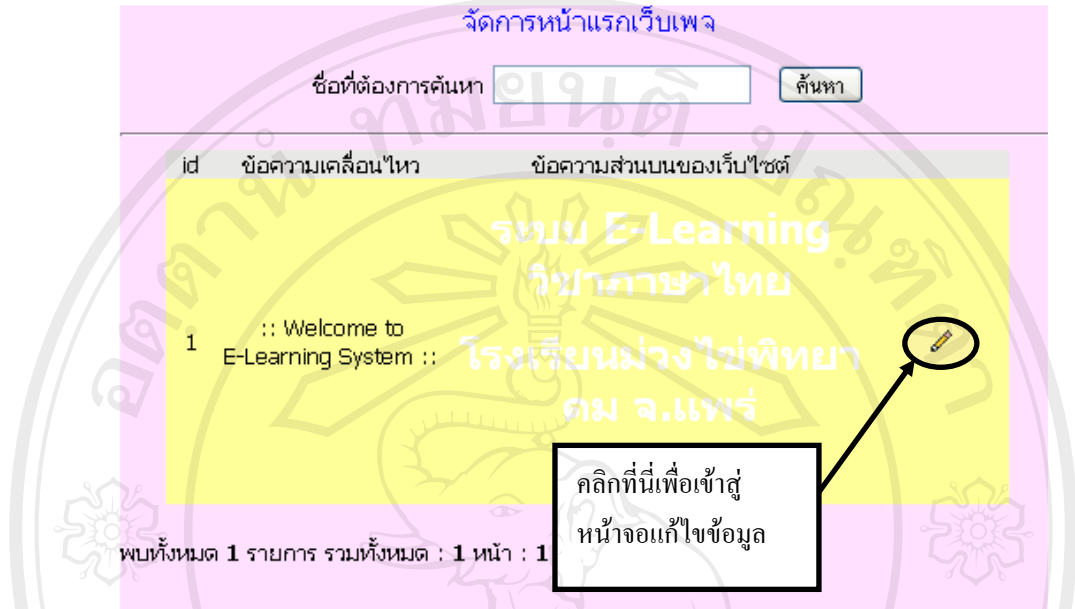 จัดการหน้าแรกเว็บเพจ
ชื่อที่ต้องการค้นหา ค้นหา
id ข้อความเคลื่อนไหว ข้อความส่วนบนของเว็บไซต์
ระบบ E-Learning
วิชาภาษาไทย
1 :: Welcome to
E-Learning System ::
โรงเรียนม่วงไข่พิทยา
คม จ.แพร่
คลิกที่นี่เพื่อเข้าสู่
หน้าจอแก้ไขข้อมูล
พบทั้งหมด 1 รายการ รวมทั้งหมด : 1 หน้า : 1